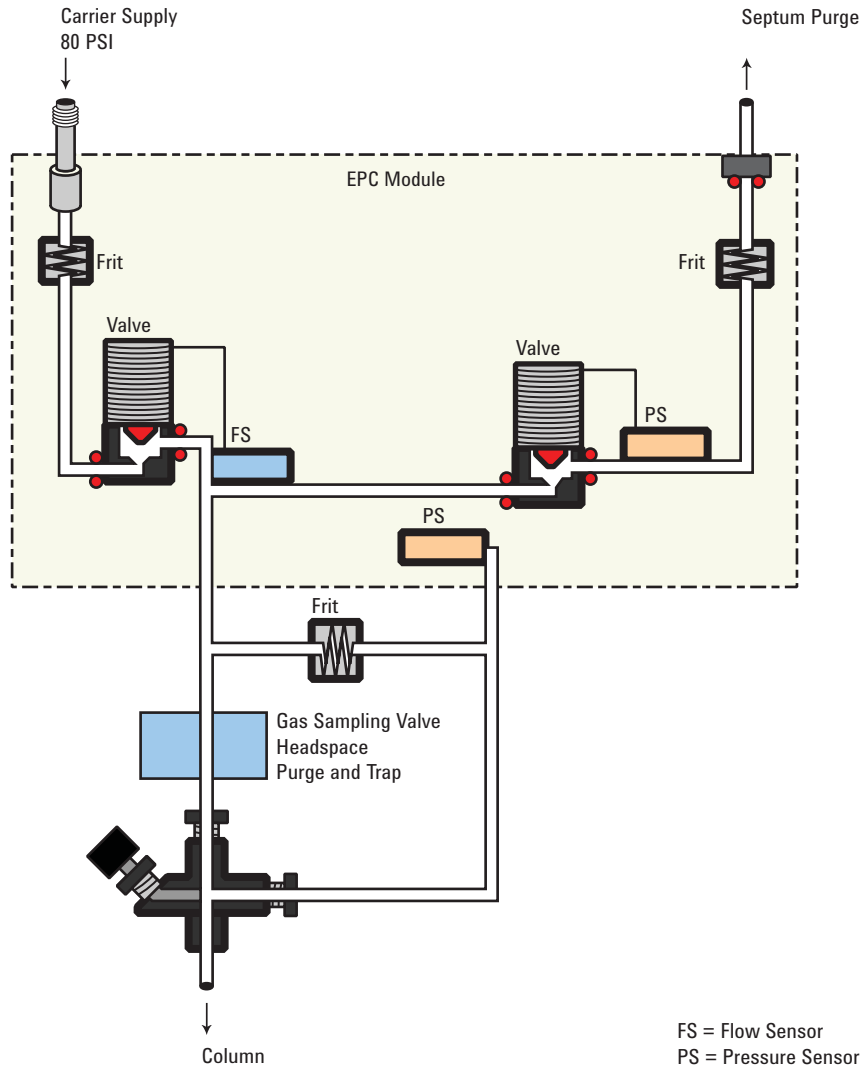 Carrier Supply
80 PSI
Septum Purge
EPC Module
Frit
Frit
Valve
Valve
FS
PS
PS
Frit
Gas Sampling Valve
Headspace
Purge and Trap
Column
FS = Flow Sensor
PS = Pressure Sensor